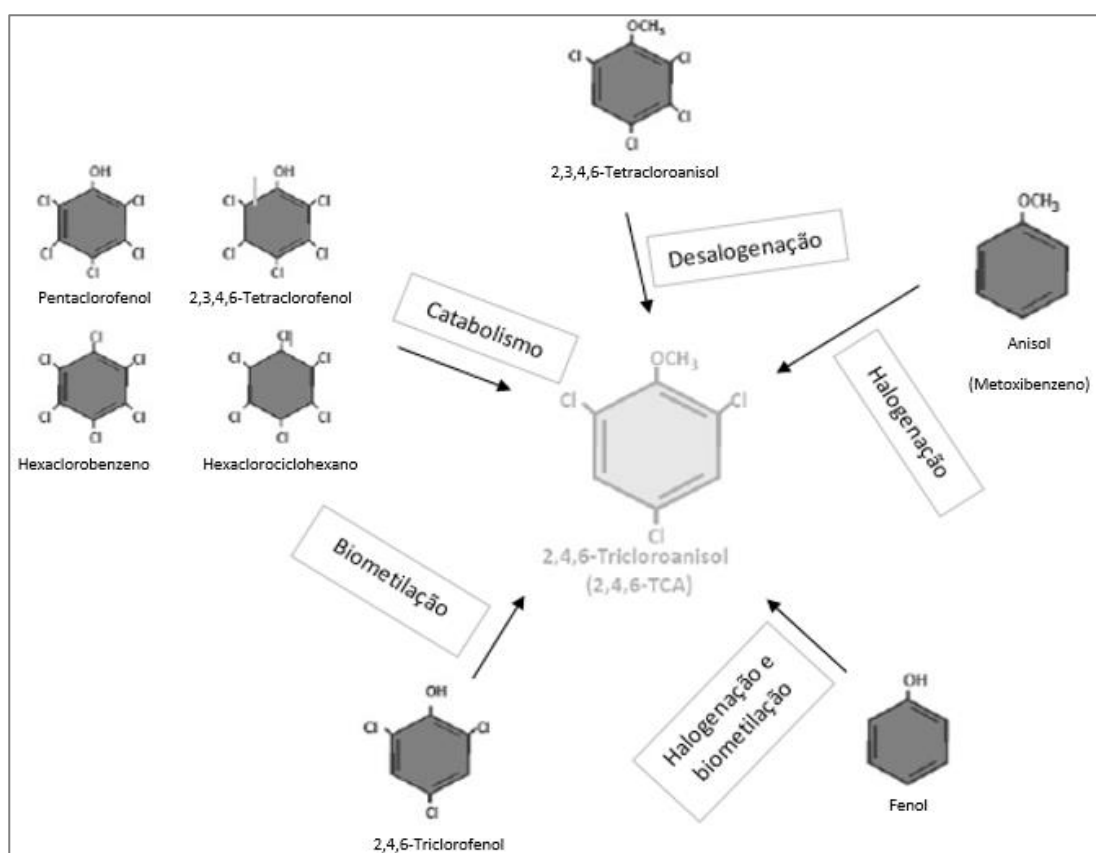 OCH₃
Cl
Cl
Cl
Cl
2,3,4,6-Tetracloroanisol
OH
Cl
Cl
Cl
Cl
Cl
Pentaclorofenol
OH
Cl
Cl
Cl
Cl
Cl
2,3,4,6-Tetraclorofenol
Cl
Cl
Cl
Cl
Cl
Cl
Hexaclorobenzeno
Cl
Cl
Cl
Cl
Cl
Cl
Hexaclorociclohexano
Desalogenação
OCH₃
Anisol
(Metoxibenzeno)
Catabolismo
Halogenação
OCH₃
Cl
Cl
Cl
2,4,6-Tricloroanisol
(2,4,6-TCA)
Biometilação
OH
Cl
Cl
Cl
2,4,6-Triclorofenol
Halogenação e
biometilação
OH
Fenol